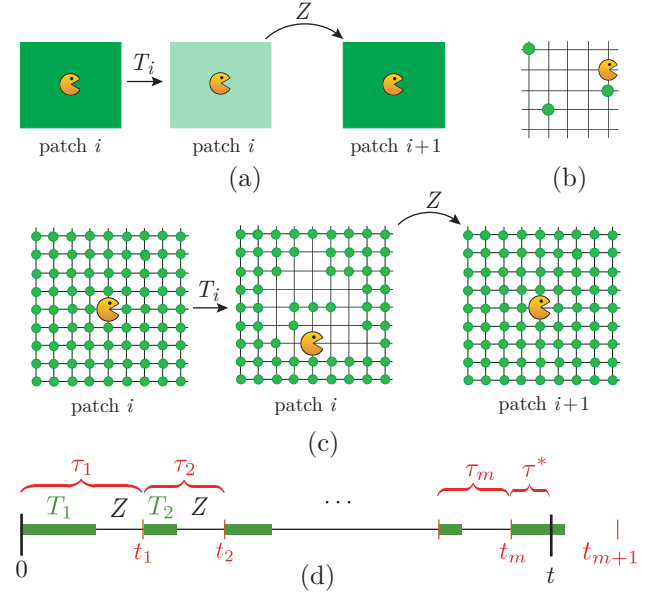 Z
T_i
patch i patch i patch i+1
(a) (b)
Z
T_i
patch i patch i patch i+1
(c)
τ_1 τ_2 τ_m τ^*
T_1 Z T_2 Z ...
t_1 t_2 t_m t_{m+1}
0 t
(d)